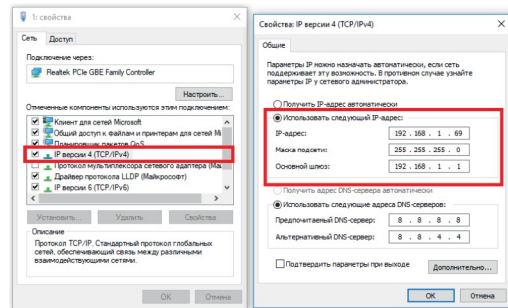 1: свойства
Сеть Доступ
Подключение через:
Realtek PCIe GBE Family Controller
Настроить...
Отмеченные компоненты используются этим подключением:
Клиент для сетей Microsoft
Общий доступ к файлам и принтерам для сетей Mi
Планировщик пакетов QoS
IP версии 4 (TCP/IPv4)
Протокол мультиплексора сетевого адаптера (Ма
Драйвер протокола LLDP (Майкрософт)
IP версии 6 (TCP/IPv6)
Установить... Удалить Свойства
Описание
Протокол TCP/IP. Стандартный протокол глобальных
сетей, обеспечивающий связь между различными
взаимодействующими сетями.
ОК Отмена
Свойства: IP версии 4 (TCP/IPv4)
Общие
Параметры IP можно назначать автоматически, если сеть
поддерживает эту возможность. В противном случае узнайте
параметры IP у сетевого администратора.
Получить IP-адрес автоматически
Использовать следующий IP-адрес:
IP-адрес: 192 . 168 . 1 . 69
Маска подсети: 255 . 255 . 255 . 0
Основной шлюз: 192 . 168 . 1 . 1
Получить адрес DNS-сервера автоматически
Использовать следующие адреса DNS-серверов:
Предпочитаемый DNS-сервер: 8 . 8 . 8 . 8
Альтернативный DNS-сервер: 8 . 8 . 4 . 4
Подтвердить параметры при выходе Дополнительно...
ОК Отмена